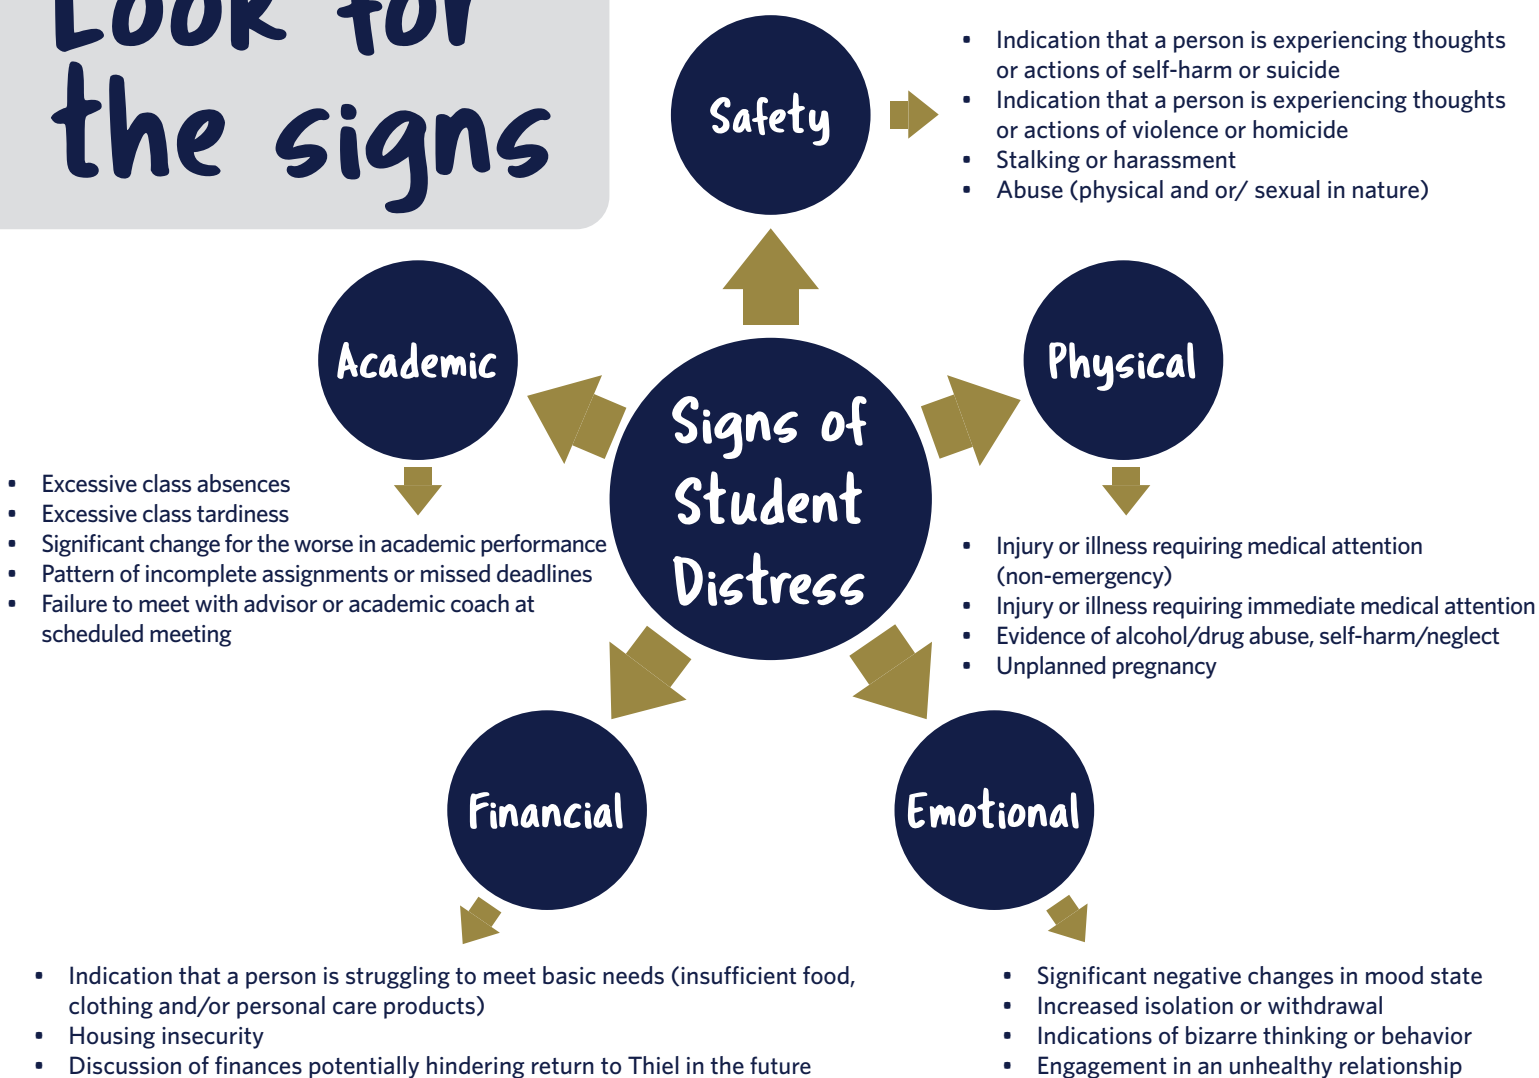 Look for
the signs
Safety
• Indication that a person is experiencing thoughts
or actions of self-harm or suicide
• Indication that a person is experiencing thoughts
or actions of violence or homicide
• Stalking or harassment
• Abuse (physical and or/ sexual in nature)
Academic
• Excessive class absences
• Excessive class tardiness
• Significant change for the worse in academic performance
• Pattern of incomplete assignments or missed deadlines
• Failure to meet with advisor or academic coach at
scheduled meeting
Signs of
Student
Distress
Physical
• Injury or illness requiring medical attention
(non-emergency)
• Injury or illness requiring immediate medical attention
• Evidence of alcohol/drug abuse, self-harm/neglect
• Unplanned pregnancy
Financial
• Indication that a person is struggling to meet basic needs (insufficient food,
clothing and/or personal care products)
• Housing insecurity
• Discussion of finances potentially hindering return to Thiel in the future
Emotional
• Significant negative changes in mood state
• Increased isolation or withdrawal
• Indications of bizarre thinking or behavior
• Engagement in an unhealthy relationship